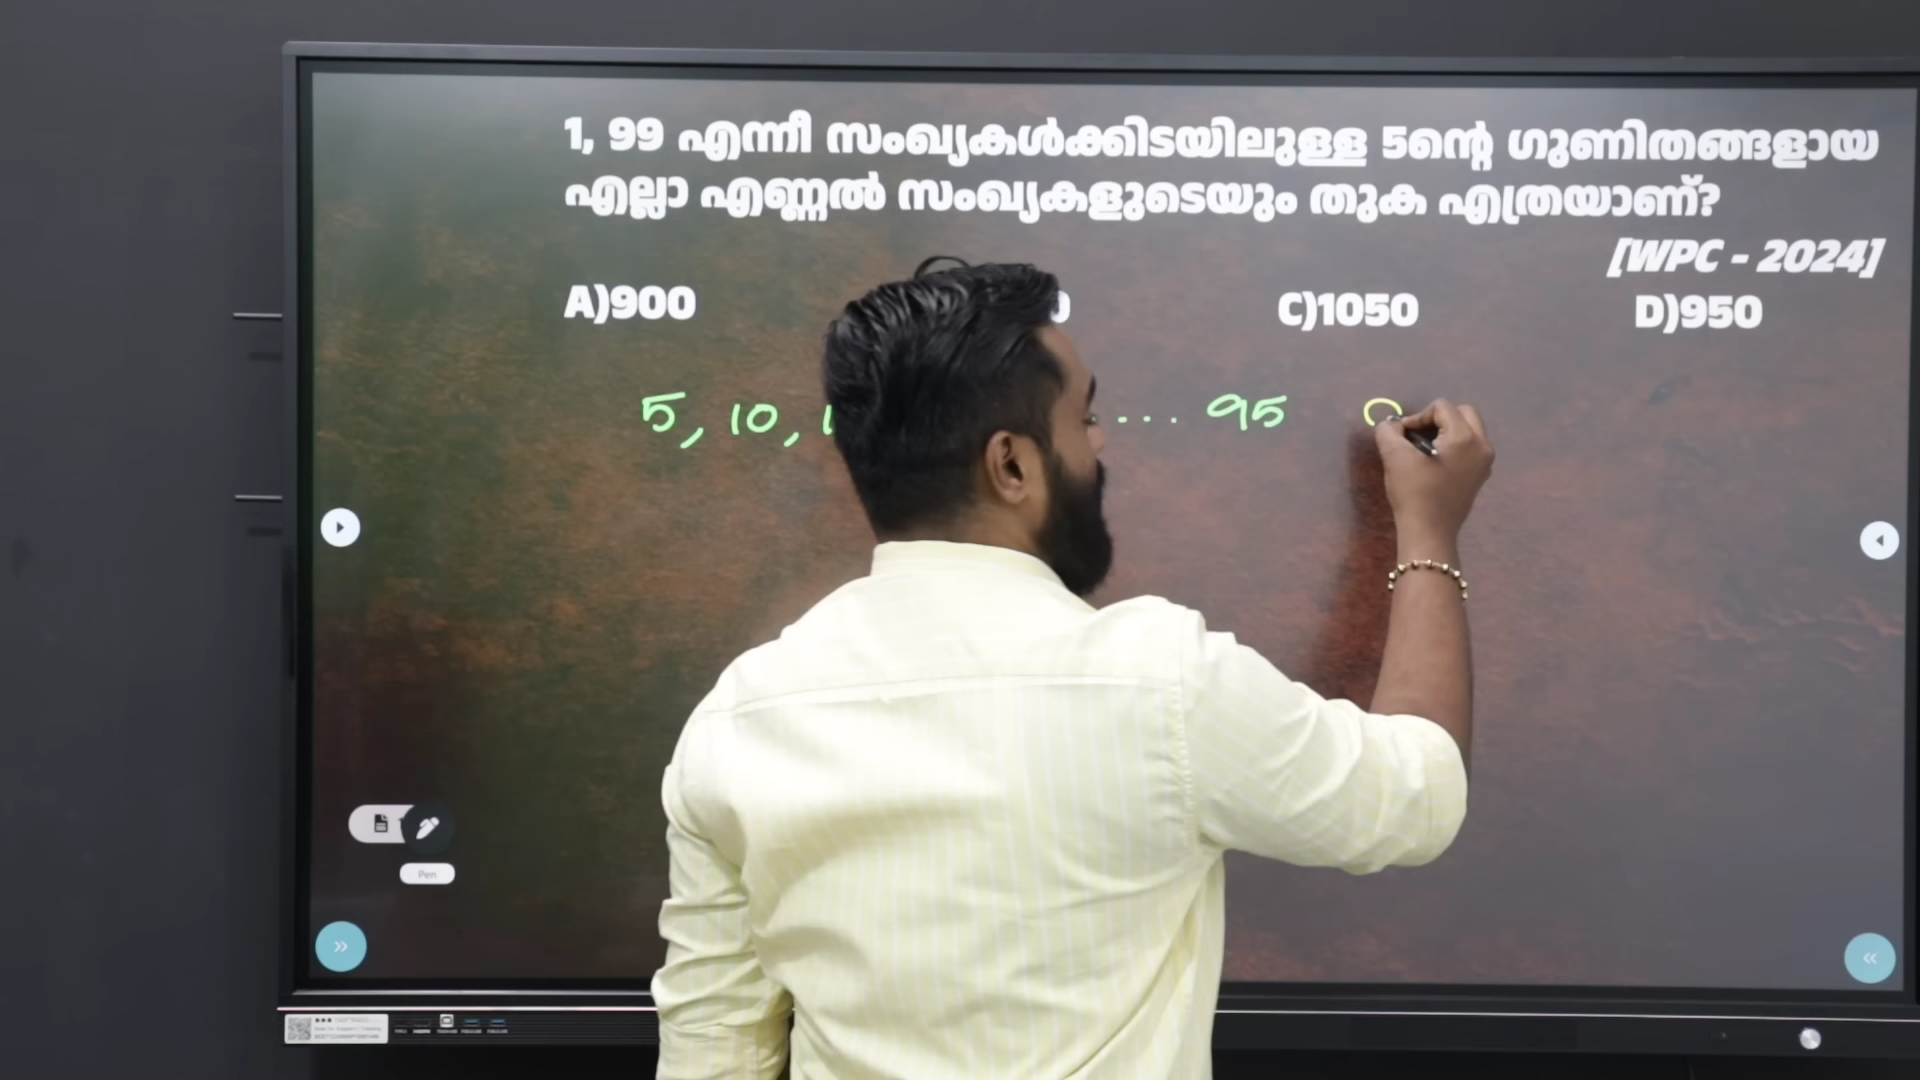 1, 99 എന്നീ സംഖ്യകൾക്കിടയിലുള്ള 5ന്റെ ഗുണിതങ്ങളായ
എല്ലാ എണ്ണൽ സംഖ്യകളുടെയും തുക എത്രയാണ്?
[WPC - 2024]
A)900 C)1050 D)950
5, 10, ... 95
Pen